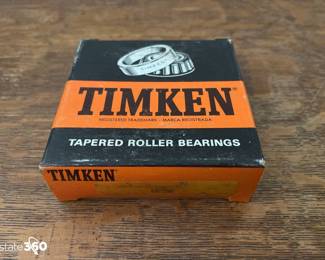 TIMKEN®
REGISTERED TRADEMARK · MARCA REGISTRADA
TAPERED ROLLER BEARINGS
TIMKEN
state360